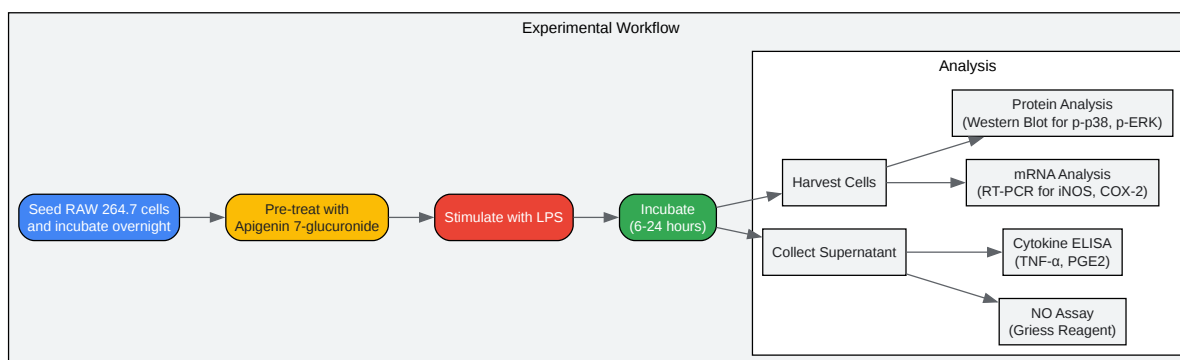 Experimental Workflow
Analysis
Seed RAW 264.7 cells
and incubate overnight
Pre-treat with
Apigenin 7-glucuronide
Stimulate with LPS
Incubate
(6-24 hours)
Harvest Cells
Collect Supernatant
Protein Analysis
(Western Blot for p-p38, p-ERK)
mRNA Analysis
(RT-PCR for iNOS, COX-2)
Cytokine ELISA
(TNF-α, PGE2)
NO Assay
(Griess Reagent)